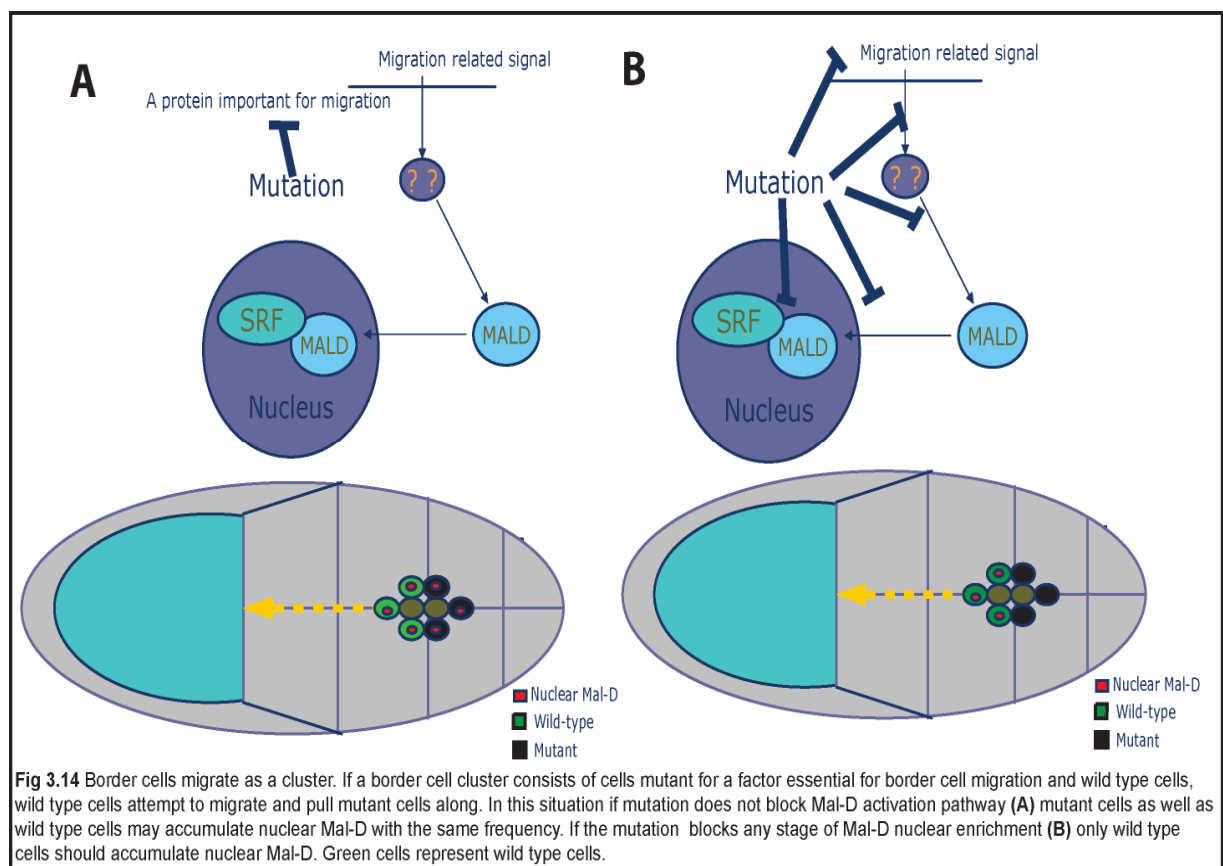 A
Migration related signal
A protein important for migration
? ?
Mutation
SRF
MALD
MALD
Nucleus
Nuclear Mal-D
Wild-type
Mutant
B
Migration related signal
? ?
Mutation
SRF
MALD
MALD
Nucleus
Nuclear Mal-D
Wild-type
Mutant
Fig 3.14 Border cells migrate as a cluster. If a border cell cluster consists of cells mutant for a factor essential for border cell migration and wild type cells,
wild type cells attempt to migrate and pull mutant cells along. In this situation if mutation does not block Mal-D activation pathway (A) mutant cells as well as
wild type cells may accumulate nuclear Mal-D with the same frequency. If the mutation blocks any stage of Mal-D nuclear enrichment (B) only wild type
cells should accumulate nuclear Mal-D. Green cells represent wild type cells.